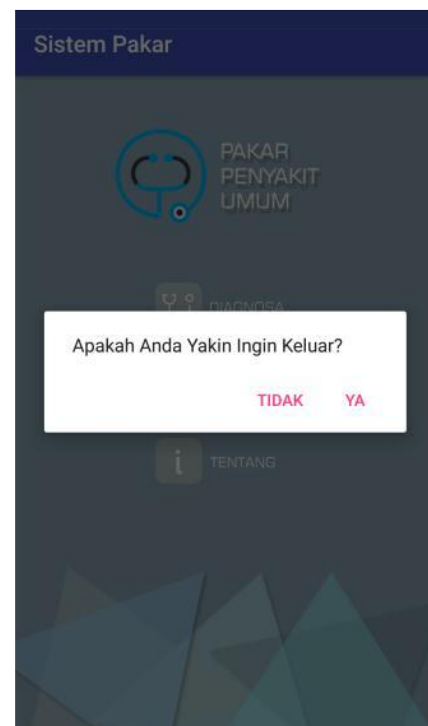 Sistem Pakar
PAKAR
PENYAKIT
UMUM
DIAGNOSA
Apakah Anda Yakin Ingin Keluar?
TIDAK YA
i TENTANG